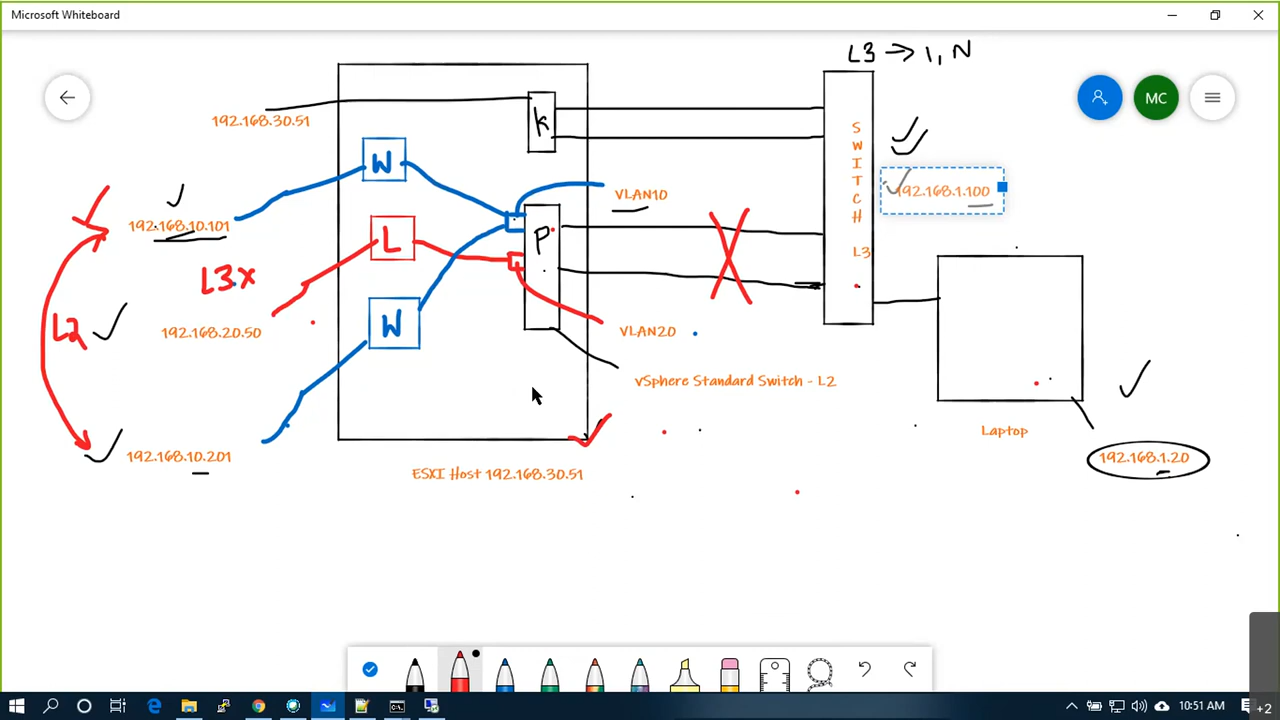 Microsoft Whiteboard
L3 → 1, N
MC
192.168.30.51
K
SWITCH
L3
192.168.1.100
W
VLAN10
192.168.10.101
L
P
L3x
L2
192.168.20.50
W
VLAN20
vSphere Standard Switch - L2
Laptop
192.168.10.201
192.168.1.20
ESXI Host 192.168.30.51
10:51 AM
+2